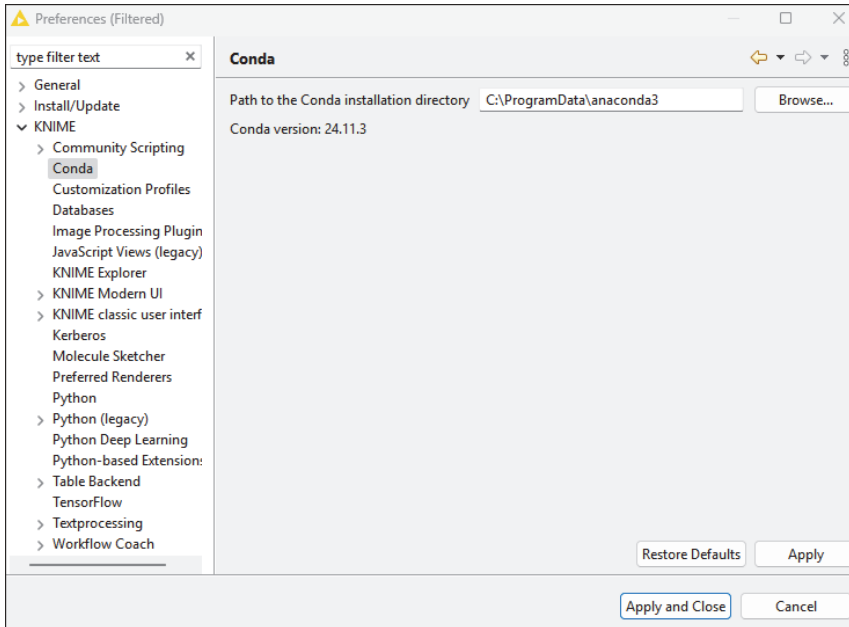 Preferences (Filtered)
type filter text
General
Install/Update
KNIME
Community Scripting
Conda
Customization Profiles
Databases
Image Processing Plugin
JavaScript Views (legacy)
KNIME Explorer
KNIME Modern UI
KNIME classic user interf
Kerberos
Molecule Sketcher
Preferred Renderers
Python
Python (legacy)
Python Deep Learning
Python-based Extensions
Table Backend
TensorFlow
Textprocessing
Workflow Coach
Conda
Path to the Conda installation directory C:\ProgramData\anaconda3 Browse...
Conda version: 24.11.3
Restore Defaults Apply
Apply and Close Cancel